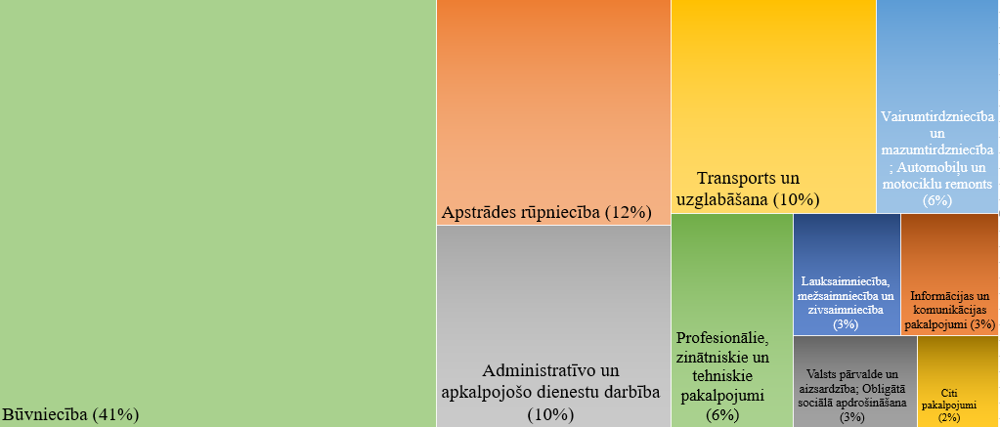 Būvniecība (41%)
Apstrādes rūpniecība (12%)
Administratīvo un
apkalpojošo dienestu darbība
(10%)
Transports un
uzglabāšana (10%)
Vairumtirdzniecība
un
mazumtirdzniecība
; Automobiļu un
motociklu remonts
(6%)
Profesionālie,
zinātniskie un
tehniskie
pakalpojumi
(6%)
Lauksaimniecība,
mežsaimniecība un
zivsaimniecība
(3%)
Informācijas un
komunikācijas
pakalpojumi (3%)
Valsts pārvalde un
aizsardzība; Obligātā
sociālā apdrošināšana
(3%)
Citi
pakalpojumi
(2%)